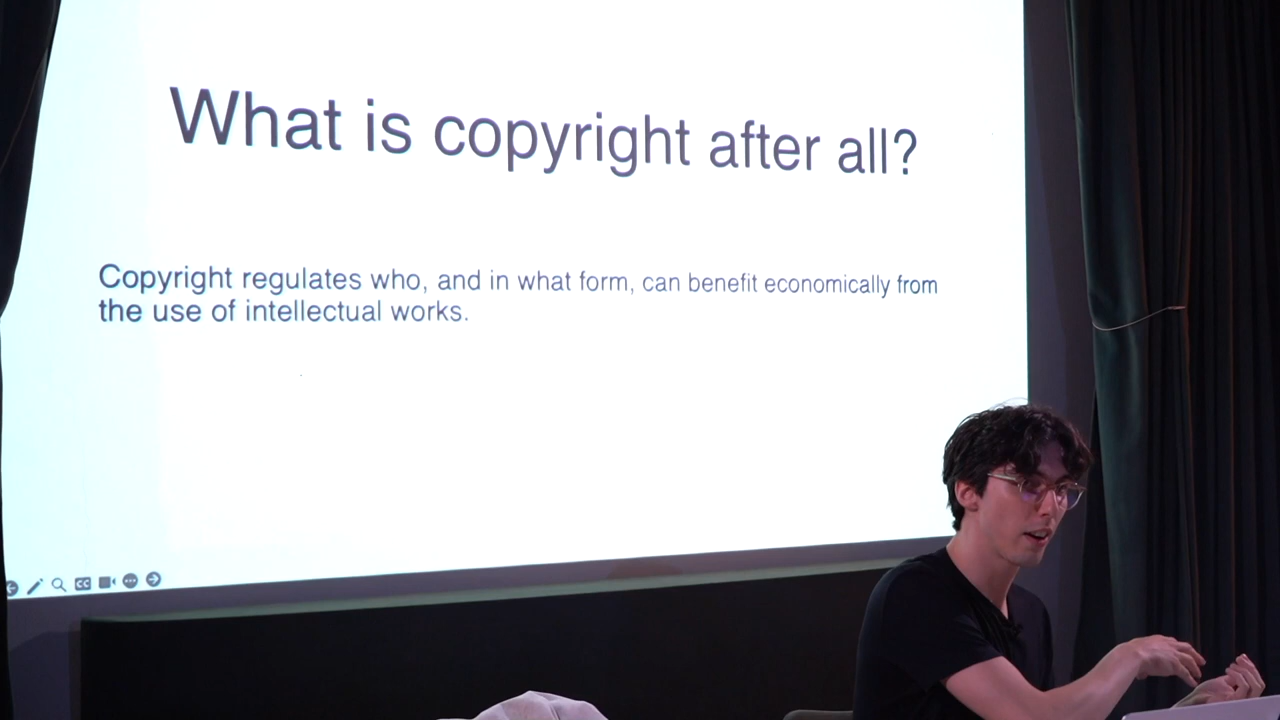 What is copyright after all?
Copyright regulates who, and in what form, can benefit economically from
the use of intellectual works.
CC